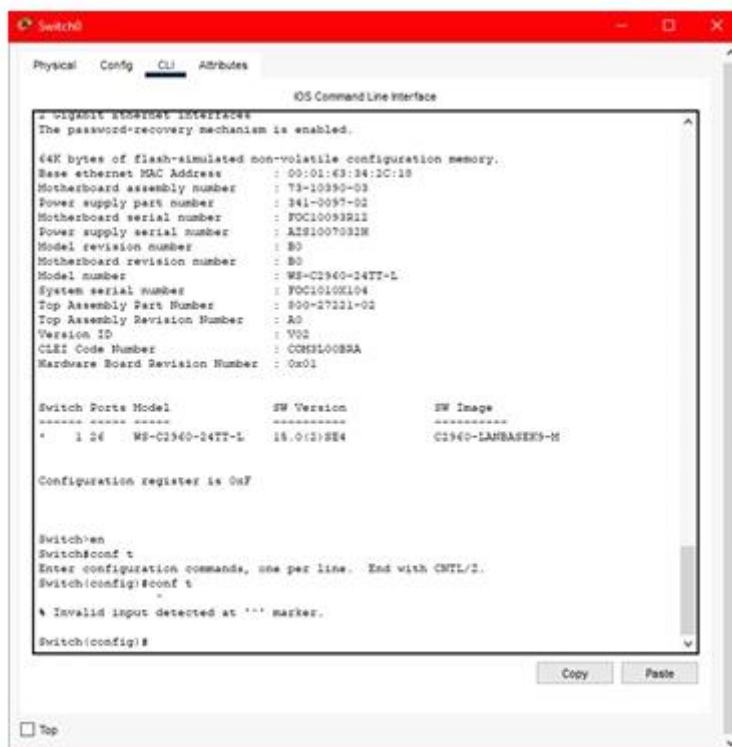 Switch0
Physical Config CLI Attributes
IOS Command Line Interface
2 Gigabit Ethernet interfaces
The password-recovery mechanism is enabled.
64K bytes of flash-simulated non-volatile configuration memory.
Base ethernet MAC Address : 00:01:63:34:2C:18
Motherboard assembly number : 73-10390-03
Power supply part number : 341-0097-02
Motherboard serial number : FOC10093R12
Power supply serial number : AZS1007032H
Model revision number : B0
Motherboard revision number : B0
Model number : WS-C2960-24TT-L
System serial number : FOC1010X104
Top Assembly Part Number : 800-27221-02
Top Assembly Revision Number : A0
Version ID : V02
CLEI Code Number : COM3L00BRA
Hardware Board Revision Number : 0x01
Switch Ports Model SW Version SW Image
------ ----- ----- ---------- ----------
* 1 26 WS-C2960-24TT-L 15.0(2)SE4 C2960-LANBASEK9-M
Configuration register is 0xF
Switch>en
Switch#conf t
Enter configuration commands, one per line. End with CNTL/Z.
Switch(config)#conf t
^
% Invalid input detected at '^' marker.
Switch(config)#
Copy Paste
Top